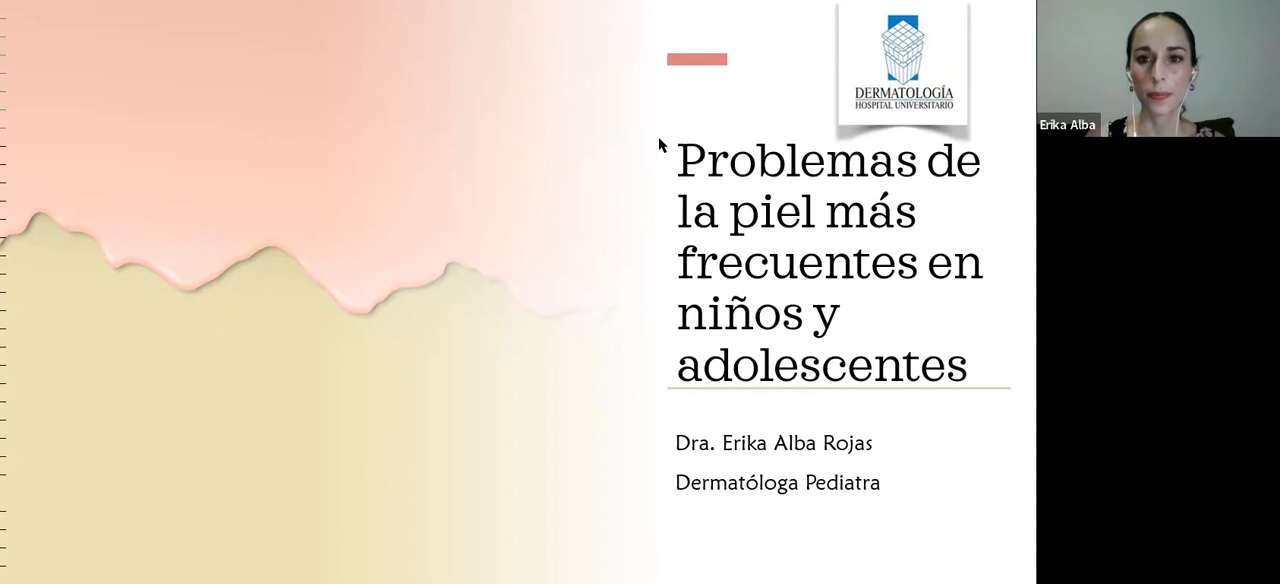 DERMATOLOGÍA
HOSPITAL UNIVERSITARIO
Problemas de
la piel más
frecuentes en
niños y
adolescentes
Dra. Erika Alba Rojas
Dermatóloga Pediatra
Erika Alba